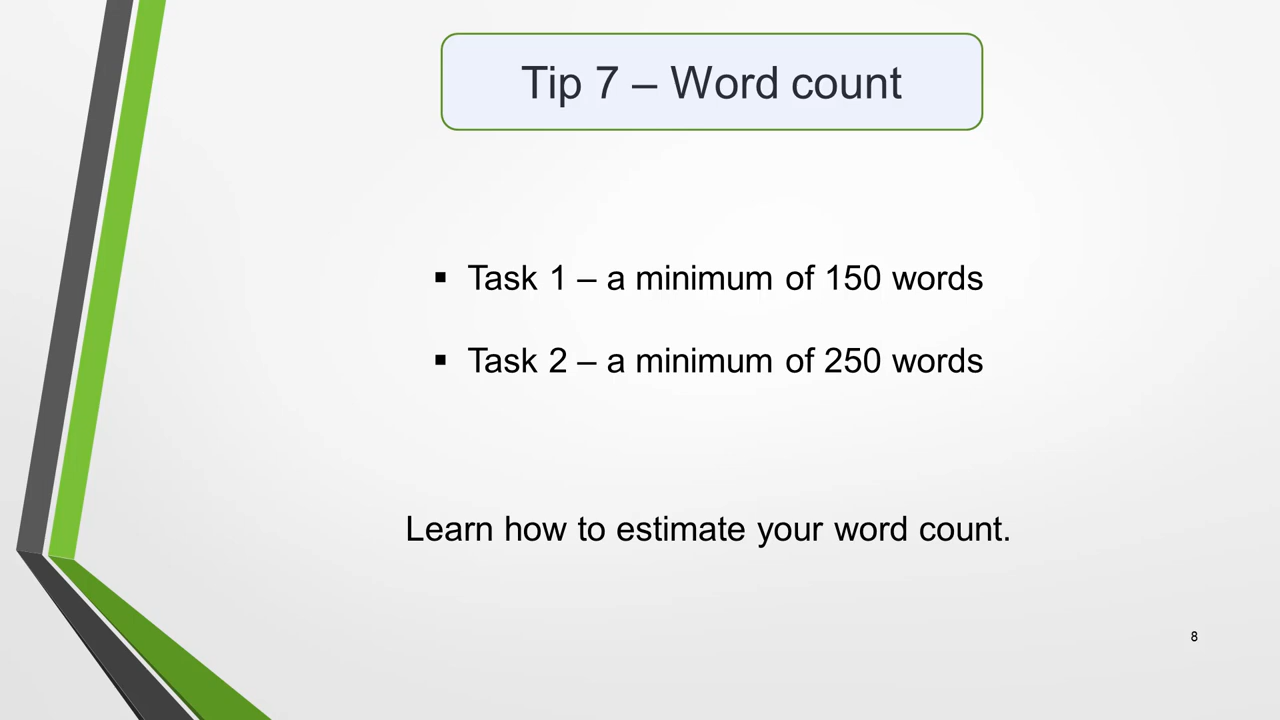 Tip 7 – Word count
▪ Task 1 – a minimum of 150 words
▪ Task 2 – a minimum of 250 words
Learn how to estimate your word count.
8